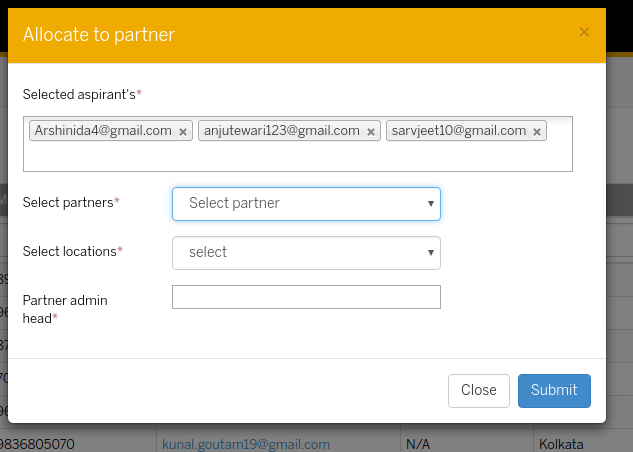 Allocate to partner ×
Selected aspirant's*
Arshinida4@gmail.com × anjutewari123@gmail.com × sarvjeet10@gmail.com ×
Select partners* Select partner
Select locations* select
Partner admin
head*
Close Submit
9836805070 kunal.goutam19@gmail.com N/A Kolkata